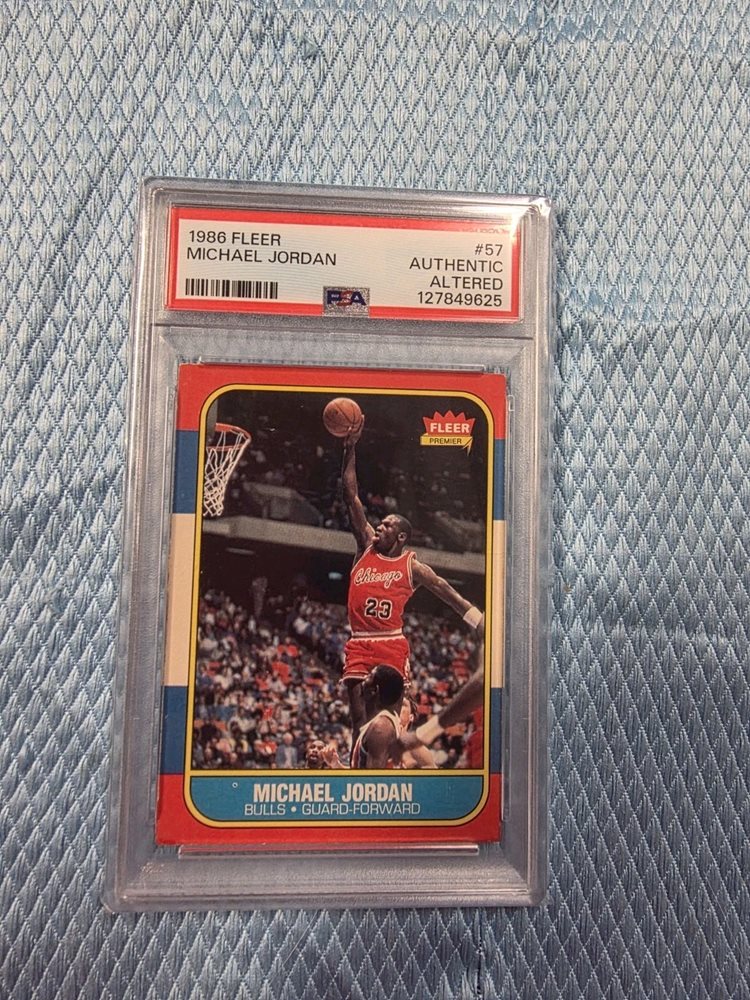 1986 FLEER #57
MICHAEL JORDAN AUTHENTIC
ALTERED
PSA 127849625
FLEER
PREMIER
Chicago
23
MICHAEL JORDAN
BULLS • GUARD-FORWARD